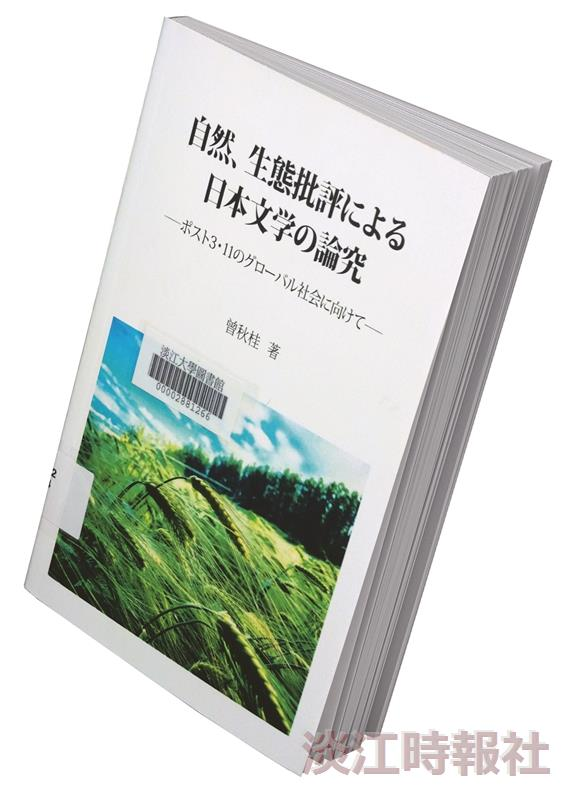 自然、生態批評による
日本文学の論究
―ポスト3・11のグローバル社会に向けて―
曾秋桂 著
淡江大學圖書館
00002881266
2
淡江時報社